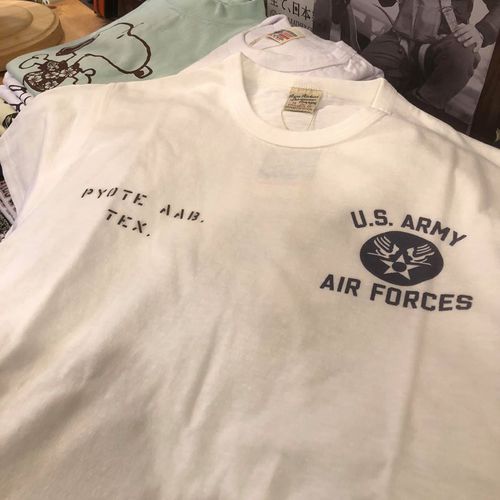 PYOTE AAB.
TEX.
U.S. ARMY
AIR FORCES